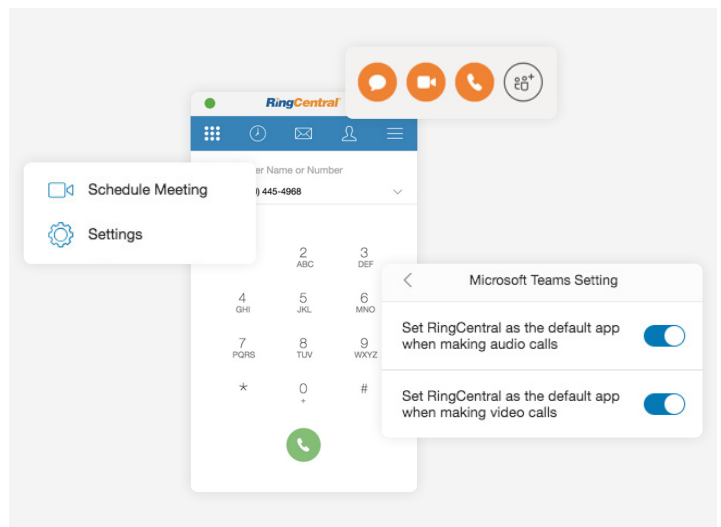 RingCentral
er Name or Number
) 445-4968
Schedule Meeting
Settings
2
ABC
3
DEF
4
GHI
5
JKL
6
MNO
7
PQRS
8
TUV
9
WXYZ
*
0
+
#
Microsoft Teams Setting
Set RingCentral as the default app
when making audio calls
Set RingCentral as the default app
when making video calls